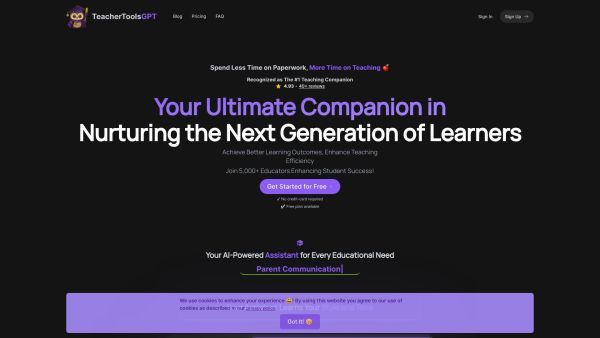 TeacherToolsGPT
Blog Pricing FAQ
Sign In Sign Up →
Spend Less Time on Paperwork, More Time on Teaching 🍎
Recognized as The #1 Teaching Companion
⭐ 4.93 - 40+ reviews
Your Ultimate Companion in
Nurturing the Next Generation of Learners
Achieve Better Learning Outcomes, Enhance Teaching
Efficiency
Join 5,000+ Educators Enhancing Student Success!
Get Started for Free
✓ No credit-card required
✓ Free plan available
Your AI-Powered Assistant for Every Educational Need
Parent Communication
We use cookies to enhance your experience 😄 By using this website you agree to our use of
cookies as described in our privacy policy.
Got It! 🍪